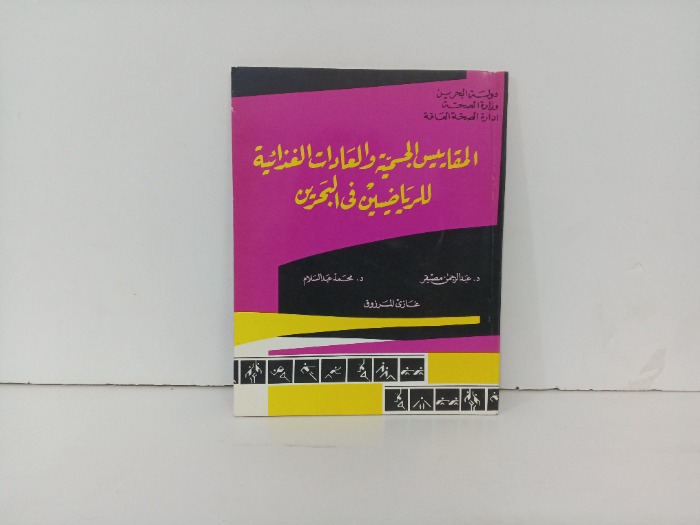 دولة البحرين
وزارة الصحة
إدارة الصحة العامة
المقاييس الجسمية والعادات الغذائية
للرياضيين في البحرين
د. عبدالرحمن مصيقر
د. محمد عبدالسلام
غازي المرزوق